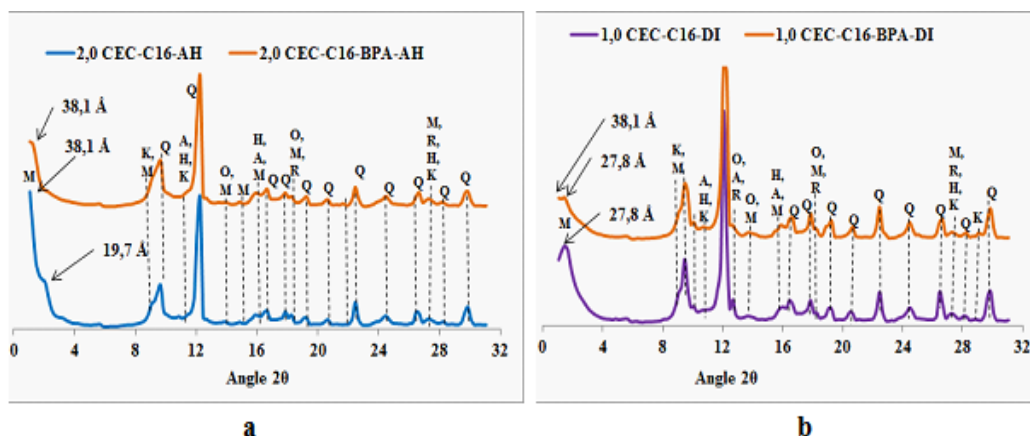 2,0 CEC-C16-AH 2,0 CEC-C16-BPA-AH
38,1 Å
38,1 Å
M
19,7 Å
K,
M
Q
A,
H,
K
Q
O,
M
M
H,
A,
M
Q
Q
O,
M,
R
Q
Q
Q
Q
Q
M,
R,
H,
K
Q
Q
0 4 8 12 16 20 24 28 32
Angle 2θ
a
1,0 CEC-C16-DI 1,0 CEC-C16-BPA-DI
38,1 Å
27,8 Å
27,8 Å
M
K,
M
Q
A,
H,
K
Q
O,
A,
R
O,
M
H,
A,
M
Q
Q
O,
M,
R
Q
Q
Q
Q
Q
M,
R,
H,
K
Q
K
Q
0 4 8 12 16 20 24 28 32
Angle 2θ
b